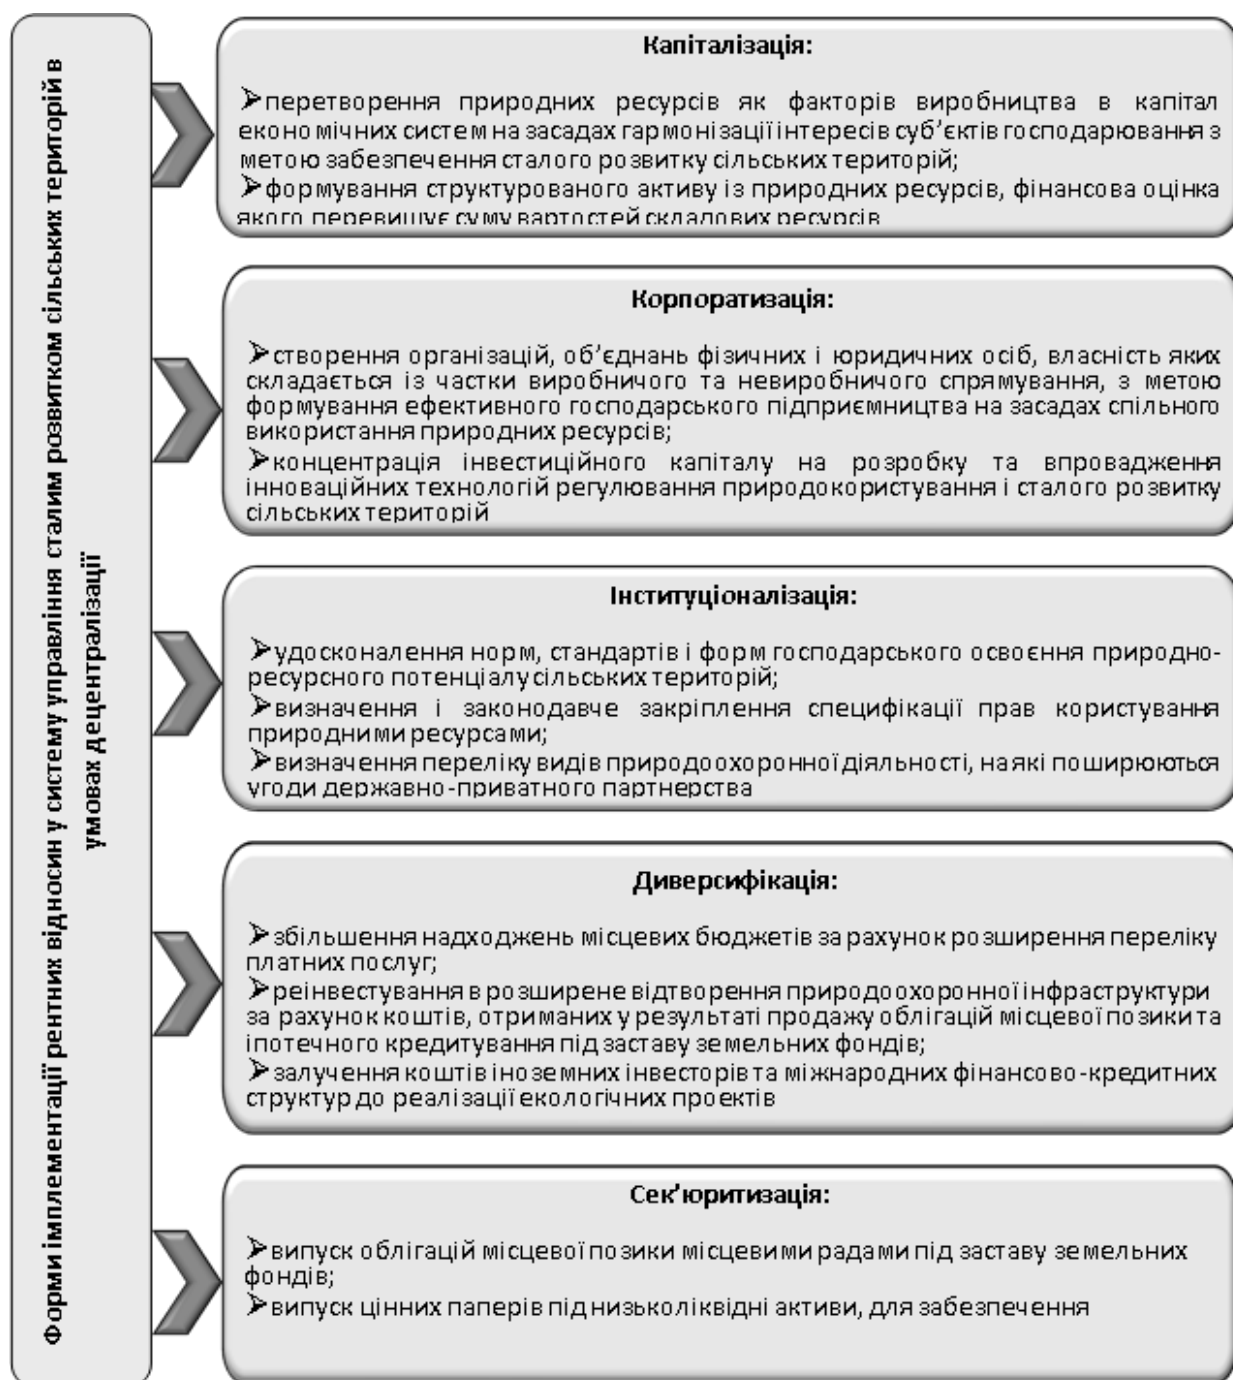 Форми імплементації рентних відносин у систему управління сталим розвитком сільських територій в
умовах децентралізації
Капіталізація:
➢перетворення природних ресурсів як факторів виробництва в капітал
економічних систем на засадах гармонізації інтересів суб’єктів господарювання з
метою забезпечення сталого розвитку сільських територій;
➢формування структурованого активу із природних ресурсів, фінансова оцінка
якого перевищує суму вартостей складових ресурсів
Корпоратизація:
➢створення організацій, об’єднань фізичних і юридичних осіб, власність яких
складається із частки виробничого та невиробничого спрямування, з метою
формування ефективного господарського підприємництва на засадах спільного
використання природних ресурсів;
➢концентрація інвестиційного капіталу на розробку та впровадження
інноваційних технологій регулювання природокористування і сталого розвитку
сільських територій
Інституціоналізація:
➢удосконалення норм, стандартів і форм господарського освоєння природно-
ресурсного потенціалу сільських територій;
➢визначення і законодавче закріплення специфікації прав користування
природними ресурсами;
➢визначення переліку видів природоохоронної діяльності, на які поширюються
угоди державно-приватного партнерства
Диверсифікація:
➢збільшення надходжень місцевих бюджетів за рахунок розширення переліку
платних послуг;
➢реінвестування в розширене відтворення природоохоронної інфраструктури
за рахунок коштів, отриманих у результаті продажу облігацій місцевої позики та
іпотечного кредитування під заставу земельних фондів;
➢залучення коштів іноземних інвесторів та міжнародних фінансово-кредитних
структур до реалізації екологічних проектів
Сек’юритизація:
➢випуск облігацій місцевої позики місцевими радами під заставу земельних
фондів;
➢випуск цінних паперів під низьколіквідні активи, для забезпечення